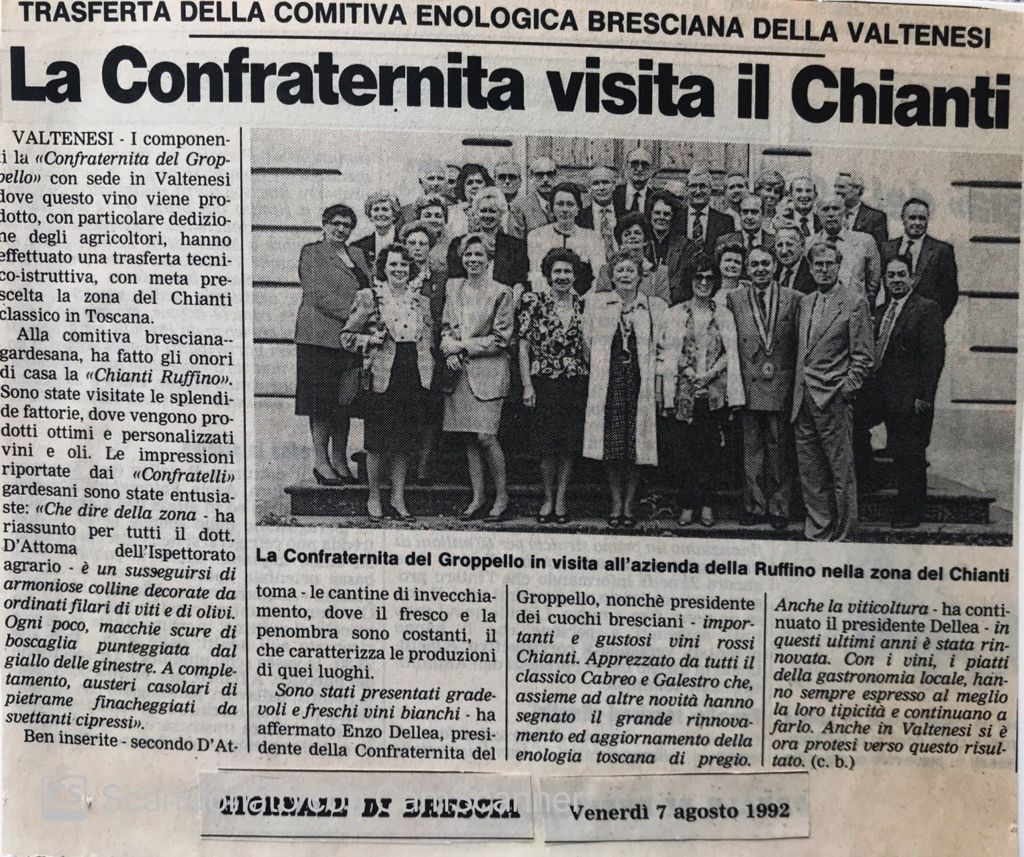 TRASFERTA DELLA COMITIVA ENOLOGICA BRESCIANA DELLA VALTENESI
La Confraternita visita il Chianti
VALTENESI - I componen-
i la «Confraternita del Grop-
pello» con sede in Valtenesi
dove questo vino viene pro-
dotto, con particolare dedizio-
ne degli agricoltori, hanno
effettuato una trasferta tecni-
co-istruttiva, con meta pre-
scelta la zona del Chianti
classico in Toscana.
Alla comitiva bresciana--
gardesana, ha fatto gli onori
di casa la «Chianti Ruffino».
Sono state visitate le splendi-
de fattorie, dove vengono pro-
dotti ottimi e personalizzati
vini e oli. Le impressioni
riportate dai «Confratelli»
gardesani sono state entusia-
ste: «Che dire della zona - ha
riassunto per tutti il dott.
D'Attoma dell'Ispettorato
agrario - è un susseguirsi di
armoniose colline decorate da
ordinati filari di viti e di olivi.
Ogni poco, macchie scure di
boscaglia punteggiata dal
giallo delle ginestre. A comple-
tamento, austeri casolari di
pietrame finacheggiati da
svettanti cipressi».
Ben inserite - secondo D'At-
La Confraternita del Groppello in visita all'azienda della Ruffino nella zona del Chianti
toma - le cantine di invecchia-
mento, dove il fresco e la
penombra sono costanti, il
che caratterizza le produzioni
di quei luoghi.
Sono stati presentati grade-
voli e freschi vini bianchi - ha
affermato Enzo Dellea, presi-
dente della Confraternita del
Groppello, nonchè presidente
dei cuochi bresciani - impor-
tanti e gustosi vini rossi
Chianti. Apprezzato da tutti il
classico Cabreo e Galestro che,
assieme ad altre novità hanno
segnato il grande rinnova-
mento ed aggiornamento della
enologia toscana di pregio.
Anche la viticoltura - ha conti-
nuato il presidente Dellea - in
questi ultimi anni è stata rin-
novata. Con i vini, i piatti
della gastronomia locale, han-
no sempre espresso al meglio
la loro tipicità e continuano a
farlo. Anche in Valtenesi si è
ora protesi verso questo risul-
tato. (c. b.)
CS Scannerizzato con CamScanner
GIORNALE DI BRESCIA
Venerdì 7 agosto 1992